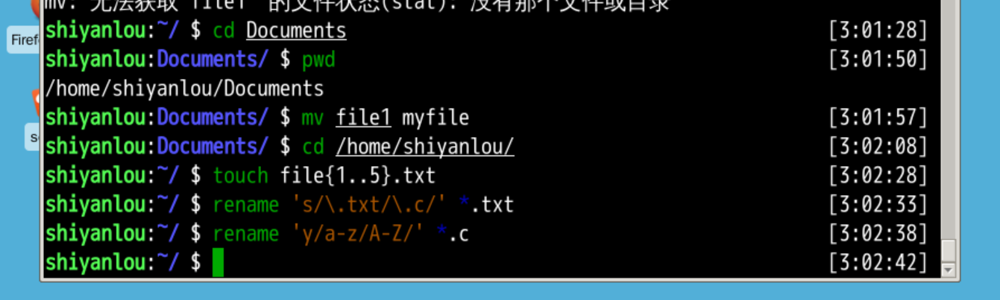 mv: 无法获取"file1" 的文件状态(stat): 没有那个文件或目录
shiyanlou:~/ $ cd Documents [3:01:28]
shiyanlou:Documents/ $ pwd [3:01:50]
/home/shiyanlou/Documents
shiyanlou:Documents/ $ mv file1 myfile [3:01:57]
shiyanlou:Documents/ $ cd /home/shiyanlou/ [3:02:08]
shiyanlou:~/ $ touch file{1..5}.txt [3:02:28]
shiyanlou:~/ $ rename 's/\.txt/\.c/' *.txt [3:02:33]
shiyanlou:~/ $ rename 'y/a-z/A-Z/' *.c [3:02:38]
shiyanlou:~/ $ [3:02:42]
Firef